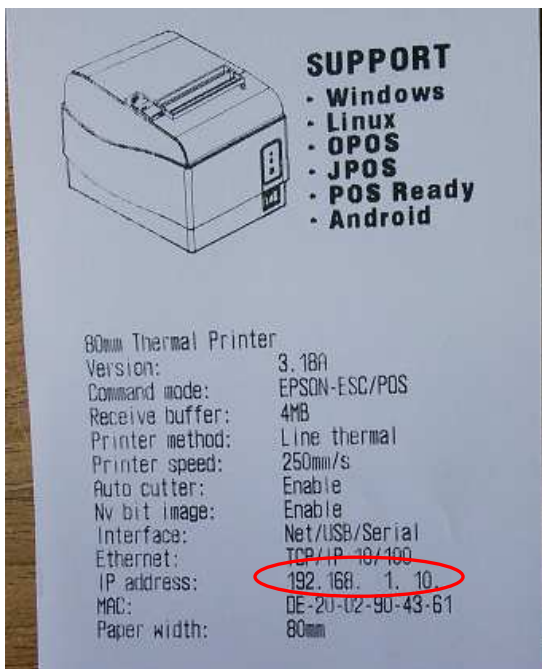 SUPPORT
· Windows
· Linux
· OPOS
· JPOS
· POS Ready
· Android
80mm Thermal Printer
Version: 3.18A
Command mode: EPSON-ESC/POS
Receive buffer: 4MB
Printer method: Line thermal
Printer speed: 250mm/s
Auto cutter: Enable
Nv bit image: Enable
Interface: Net/USB/Serial
Ethernet: TCP/IP 10/100
IP address: 192.168. 1. 10.
MAC: DE-20-02-90-43-61
Paper width: 80mm